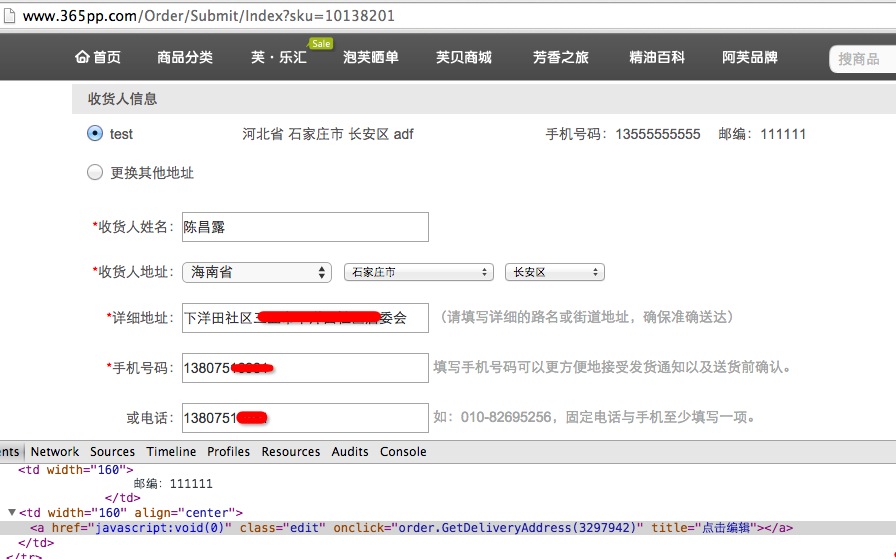 www.365pp.com/Order/Submit/Index?sku=10138201
首页 商品分类 芙·乐汇 Sale 泡芙晒单 芙贝商城 芳香之旅 精油百科 阿芙品牌 搜商品
收货人信息
test 河北省 石家庄市 长安区 adf 手机号码：13555555555 邮编：111111
更换其他地址
*收货人姓名：陈昌露
*收货人地址：海南省 石家庄市 长安区
*详细地址：下洋田社区 委会 （请填写详细的路名或街道地址，确保准确送达）
*手机号码：138075 填写手机号码可以更方便地接受发货通知以及送货前确认。
或电话：1380751 如：010-82695256，固定电话与手机至少填写一项。
ents Network Sources Timeline Profiles Resources Audits Console
<td width="160">
邮编：111111
</td>
▼<td width="160" align="center">
<a href="javascript:void(0)" class="edit" onclick="order.GetDeliveryAddress(3297942)" title="点击编辑"></a>
</td>
</tr>